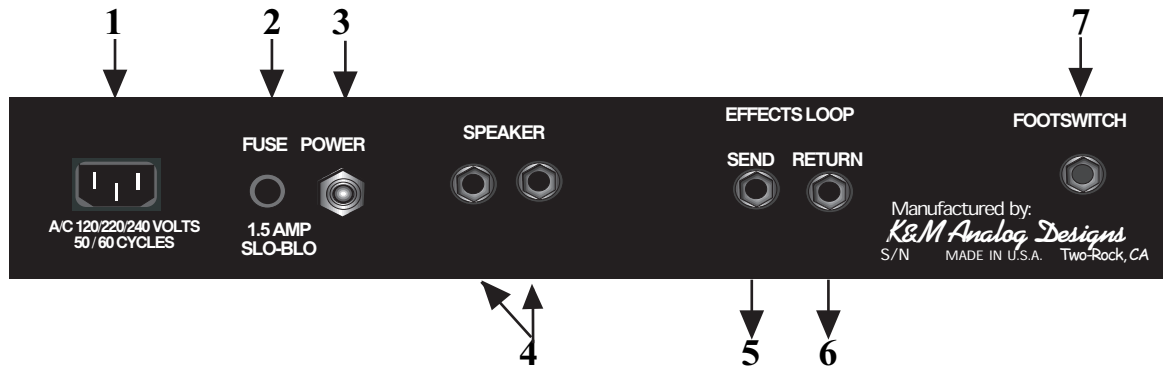 1 2 3 7
EFFECTS LOOP
FOOTSWITCH
SPEAKER
FUSE POWER
SEND RETURN
A/C 120/220/240 VOLTS
50 / 60 CYCLES
1.5 AMP
SLO-BLO
Manufactured by:
K&M Analog Designs
S/N MADE IN U.S.A. Two-Rock, CA
4 5 6